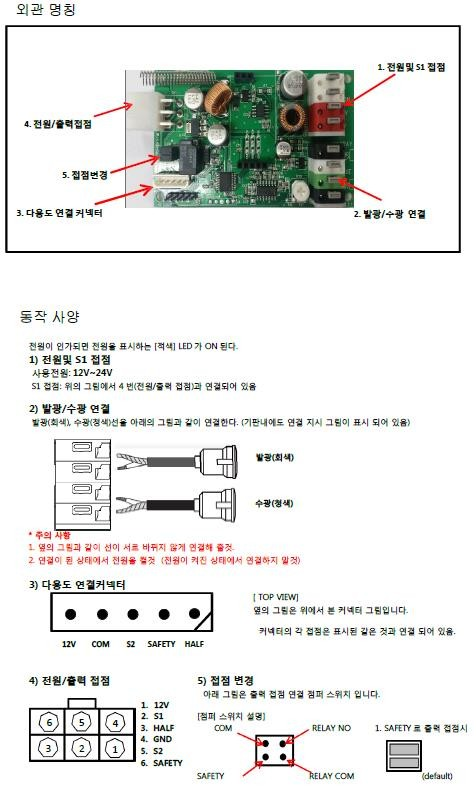 외관 명칭
1. 전원및 S1 접점
4. 전원/출력접점
5. 접점변경
3. 다용도 연결 커넥터
2. 발광/수광 연결
동작 사양
전원이 인가되면 전원을 표시하는 [적색] LED 가 ON 된다.
1) 전원및 S1 접점
사용전원: 12V~24V
S1 접점: 위의 그림에서 4 번(전원/출력 접점)과 연결되어 있음
2) 발광/수광 연결
발광(회색), 수광(청색)선을 아래의 그림과 같이 연결한다. (기판내에도 연결 지시 그림이 표시 되어 있음)
발광(회색)
수광(청색)
* 주의 사항
1. 옆의 그림과 같이 선이 서로 바뀌지 않게 연결해 줄것.
2. 연결이 된 상태에서 전원을 켤것 (전원이 켜진 상태에서 연결하지 말것)
3) 다용도 연결커넥터
[ TOP VIEW]
옆의 그림은 위에서 본 커넥터 그림입니다.
커넥터의 각 접점은 표시된 같은 것과 연결 되어 있음.
12V COM S2 SAFETY HALF
4) 전원/출력 접점
6 5 4
3 2 1
1. 12V
2. S1
3. HALF
4. GND
5. S2
6. SAFETY
5) 접점 변경
아래 그림은 출력 접점 연결 점퍼 스위치 입니다.
[점퍼 스위치 설명]
COM RELAY NO
SAFETY RELAY COM
1. SAFETY 로 출력 접점시
(default)